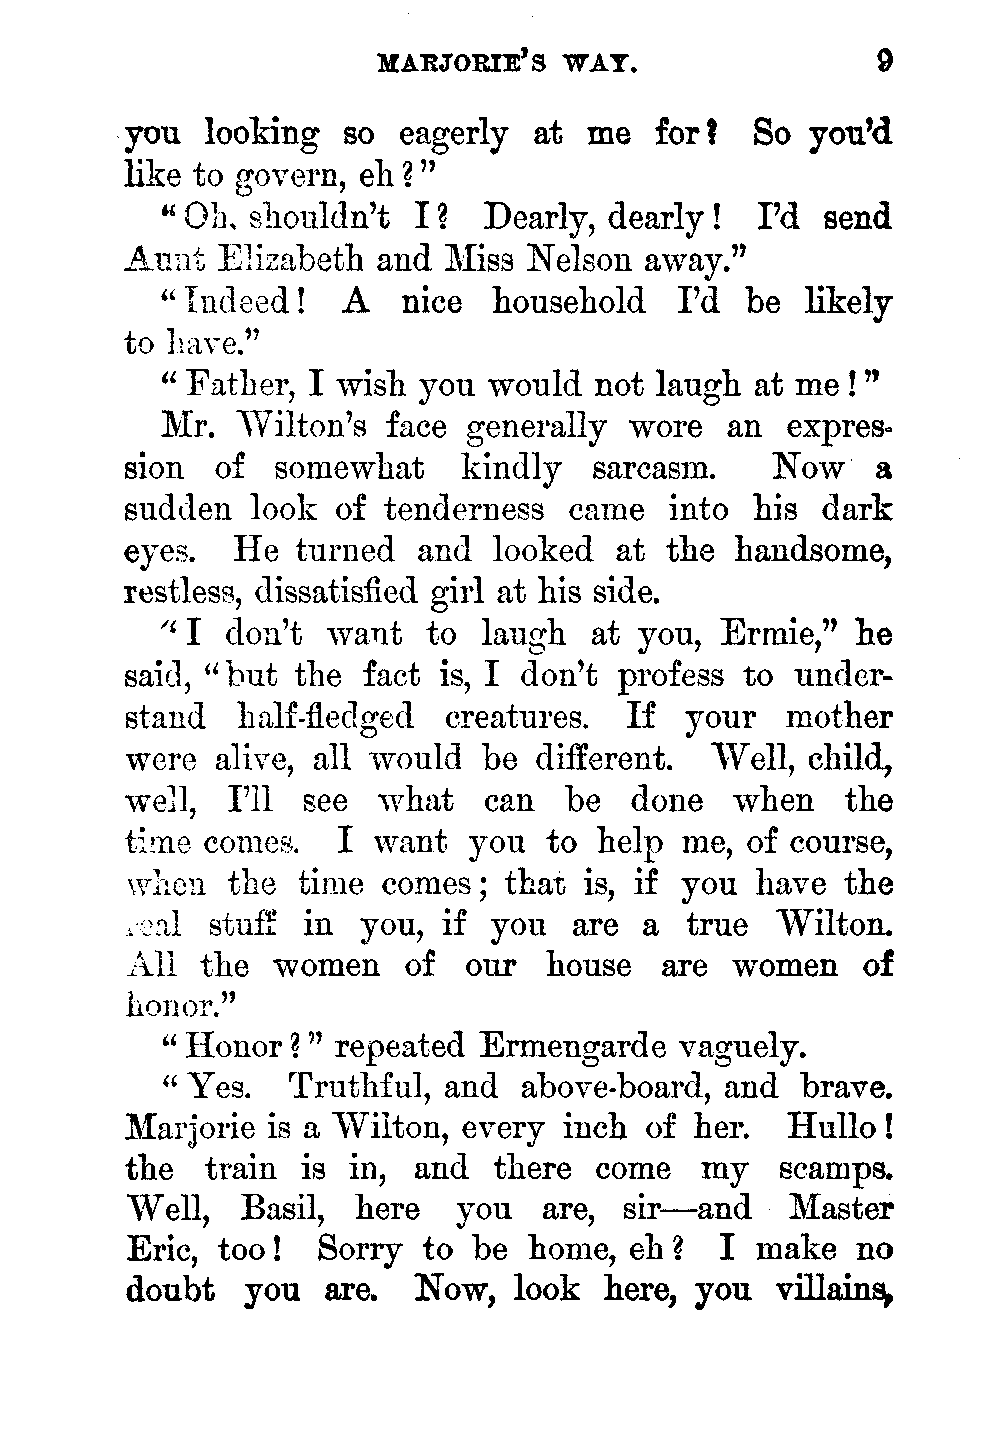 MARJORIE'S WAY. 9
you looking so eagerly at me for? So you'd
like to govern, eh?"
"Oh, shouldn't I? Dearly, dearly! I'd send
Aunt Elizabeth and Miss Nelson away."
"Indeed! A nice household I'd be likely
to have."
"Father, I wish you would not laugh at me!"
Mr. Wilton's face generally wore an expres-
sion of somewhat kindly sarcasm. Now a
sudden look of tenderness came into his dark
eyes. He turned and looked at the handsome,
restless, dissatisfied girl at his side.
"I don't want to laugh at you, Ermie," he
said, "but the fact is, I don't profess to under-
stand half-fledged creatures. If your mother
were alive, all would be different. Well, child,
well, I'll see what can be done when the
time comes. I want you to help me, of course,
when the time comes; that is, if you have the
real stuff in you, if you are a true Wilton.
All the women of our house are women of
honor."
"Honor?" repeated Ermengarde vaguely.
"Yes. Truthful, and above-board, and brave.
Marjorie is a Wilton, every inch of her. Hullo!
the train is in, and there come my scamps.
Well, Basil, here you are, sir—and Master
Eric, too! Sorry to be home, eh? I make no
doubt you are. Now, look here, you villains,